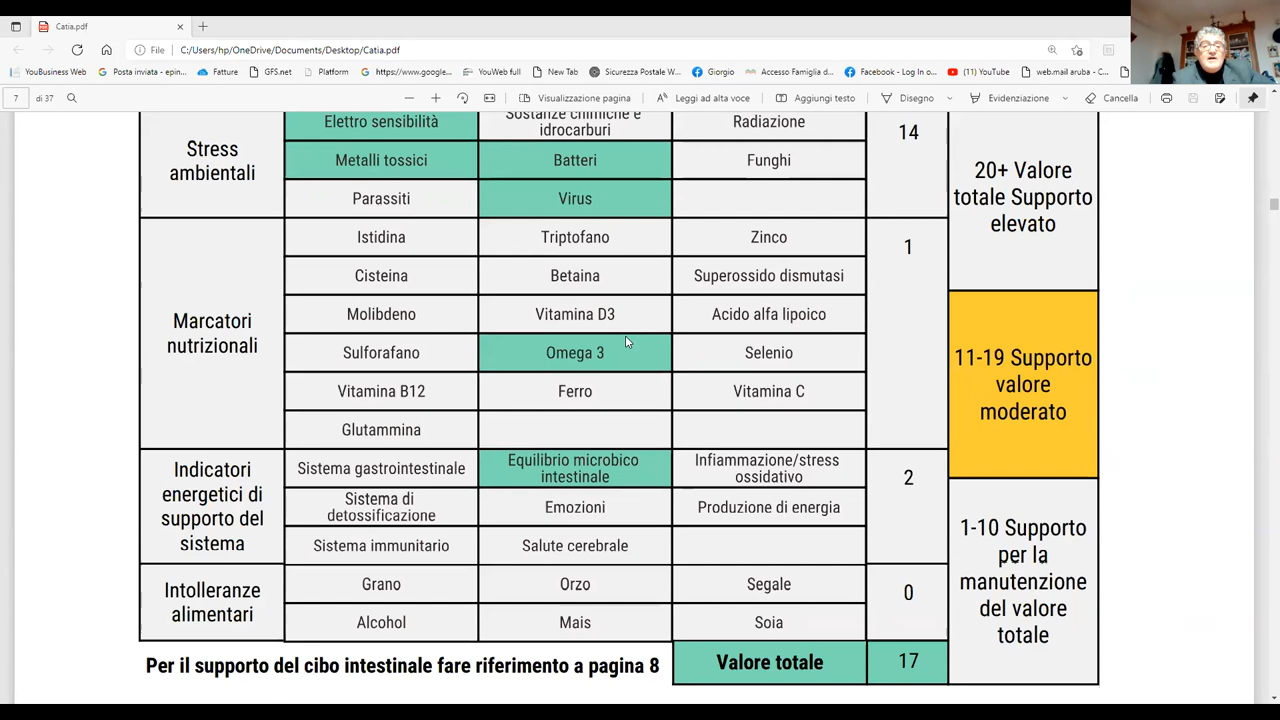 Catia.pdf
File
C:/Users/hp/OneDrive/Documents/Desktop/Catia.pdf
YouBusiness Web
Posta inviata - epin...
Fatture
GFS.net
Platform
https://www.google...
YouWeb full
New Tab
Sicurezza Postale W...
Giorgio
Accesso Famiglia d...
Facebook - Log In o...
(11) YouTube
web.mail aruba - C...
7 di 37
Visualizzazione pagina
Leggi ad alta voce
Aggiungi testo
Disegno
Evidenziazione
Cancella
Stress
ambientali
Elettro sensibilità
Sostanze chimiche e
idrocarburi
Radiazione
14
Metalli tossici
Batteri
Funghi
Parassiti
Virus
Marcatori
nutrizionali
Istidina
Triptofano
Zinco
1
Cisteina
Betaina
Superossido dismutasi
Molibdeno
Vitamina D3
Acido alfa lipoico
Sulforafano
Omega 3
Selenio
Vitamina B12
Ferro
Vitamina C
Glutammina
Indicatori
energetici di
supporto del
sistema
Sistema gastrointestinale
Equilibrio microbico
intestinale
Infiammazione/stress
ossidativo
2
Sistema di
detossificazione
Emozioni
Produzione di energia
Sistema immunitario
Salute cerebrale
Intolleranze
alimentari
Grano
Orzo
Segale
0
Alcohol
Mais
Soia
20+ Valore
totale Supporto
elevato
11-19 Supporto
valore
moderato
1-10 Supporto
per la
manutenzione
del valore
totale
Per il supporto del cibo intestinale fare riferimento a pagina 8
Valore totale
17